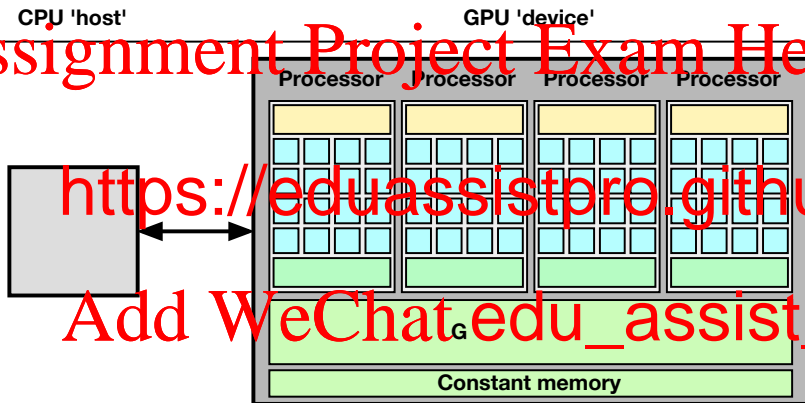 CPU 'host' GPU 'device'
ssignment Project Exam He
Processor Processor Processor Processor
https://eduassistpro.githu
Add WeChat edu_assist_
G
Constant memory